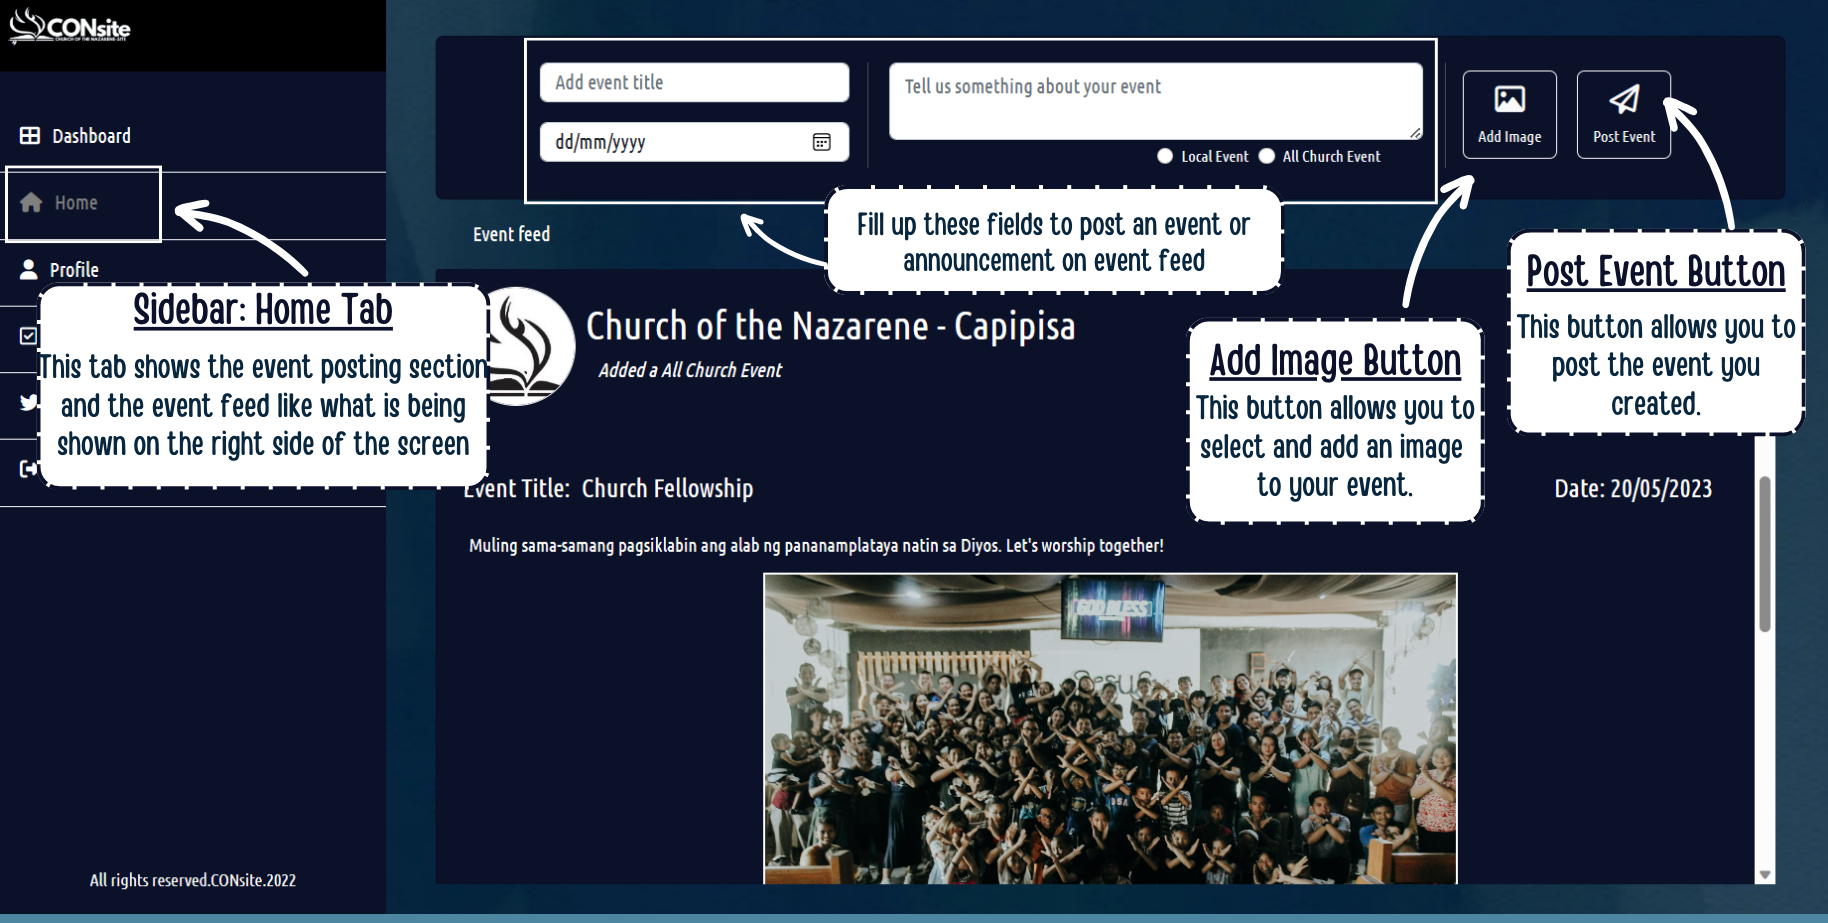 CONsite
CHURCH OF THE NAZARENE-SITE
Dashboard
Home
Profile
Sidebar: Home Tab
This tab shows the event posting section
and the event feed like what is being
shown on the right side of the screen
All rights reserved.CONsite.2022
Add event title
dd/mm/yyyy
Tell us something about your event
Local Event
All Church Event
Add Image
Post Event
Fill up these fields to post an event or
announcement on event feed
Event feed
Post Event Button
This button allows you to
post the event you
created.
Add Image Button
This button allows you to
select and add an image
to your event.
Church of the Nazarene - Capipisa
Added a All Church Event
Event Title: Church Fellowship
Date: 20/05/2023
Muling sama-samang pagsiklabin ang alab ng pananamplataya natin sa Diyos. Let's worship together!
GOD BLESS
Jesus